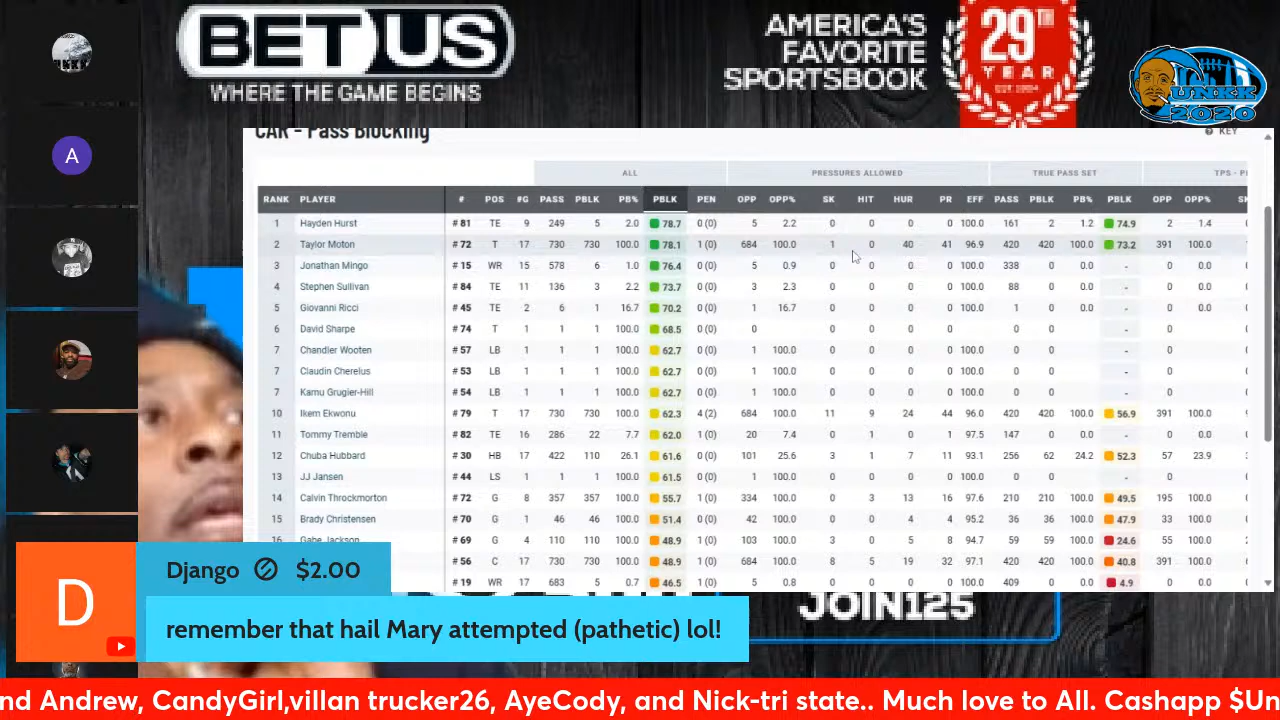 BETUS
WHERE THE GAME BEGINS
AMERICA'S
FAVORITE
SPORTSBOOK
29TH
YEAR
UNKK
2020
A
CAR - Pass Blocking
KEY
ALL PRESSURES ALLOWED TRUE PASS SET
RANK PLAYER # POS #G PASS PBLK PB% PBLK PEN OPP OPP% SK HIT HUR PR EFF PASS PBLK PB% PBLK OPP OPP%
1 Hayden Hurst #81 TE 9 249 5 2.0 78.7 0 (0) 5 2.2 0 0 0 0 100.0 161 2 1.2 74.9 2 1.4
2 Taylor Moton #72 T 17 730 730 100.0 78.1 1 (0) 684 100.0 1 0 40 41 96.9 420 420 100.0 73.2 391 100.0
3 Jonathan Mingo #15 WR 15 578 6 1.0 76.4 0 (0) 5 0.9 0 0 0 0 100.0 338 0 0.0 - 0 0.0
4 Stephen Sullivan #84 TE 11 136 3 2.2 73.7 0 (0) 3 2.3 0 0 0 0 100.0 88 0 0.0 - 0 0.0
5 Giovanni Ricci #45 TE 2 6 1 16.7 70.2 0 (0) 1 16.7 0 0 0 0 100.0 1 0 0.0 - 0 0.0
6 David Sharpe #74 T 1 1 1 100.0 68.5 0 (0) 0 0 0 0 0 100.0 0 0 - 0
7 Chandler Wooten #57 LB 1 1 1 100.0 62.7 0 (0) 1 100.0 0 0 0 0 100.0 0 0 - 0
7 Claudin Cherelus #53 LB 1 1 1 100.0 62.7 0 (0) 1 100.0 0 0 0 0 100.0 0 0 - 0
7 Kamu Grugier-Hill #54 LB 1 1 1 100.0 62.7 0 (0) 1 100.0 0 0 0 0 100.0 0 0 - 0
10 Ikem Ekwonu #79 T 17 730 730 100.0 62.3 4 (2) 684 100.0 11 9 24 44 96.0 420 420 100.0 56.9 391 100.0
11 Tommy Tremble #82 TE 16 286 22 7.7 62.0 1 (0) 20 7.4 0 1 0 1 97.5 147 0 0.0 - 0 0.0
12 Chuba Hubbard #30 HB 17 422 110 26.1 61.6 1 (0) 101 25.6 3 1 7 11 93.1 256 62 24.2 52.3 57 23.9
13 JJ Jansen #44 LS 1 1 1 100.0 61.5 0 (0) 1 100.0 0 0 0 0 100.0 0 0 - 0
14 Calvin Throckmorton #72 G 8 357 357 100.0 55.7 1 (0) 334 100.0 0 3 13 16 97.6 210 210 100.0 49.5 195 100.0
15 Brady Christensen #70 G 1 46 46 100.0 51.4 0 (0) 42 100.0 0 0 4 4 95.2 36 36 100.0 47.9 33 100.0
16 Gabe Jackson #69 G 4 110 110 100.0 48.9 1 (0) 103 100.0 3 0 5 8 94.7 59 59 100.0 24.6 55 100.0
#56 C 17 730 730 100.0 48.9 1 (0) 684 100.0 8 5 19 32 97.1 420 420 100.0 40.8 391 100.0
#19 WR 17 683 5 0.7 46.5 1 (0) 5 0.8 0 0 0 0 100.0 409 0 0.0 4.9 0 0.0
D
Django $2.00
remember that hail Mary attempted (pathetic) lol!
JOIN125
nd Andrew, CandyGirl,villan trucker26, AyeCody, and Nick-tri state.. Much love to All. Cashapp $Un